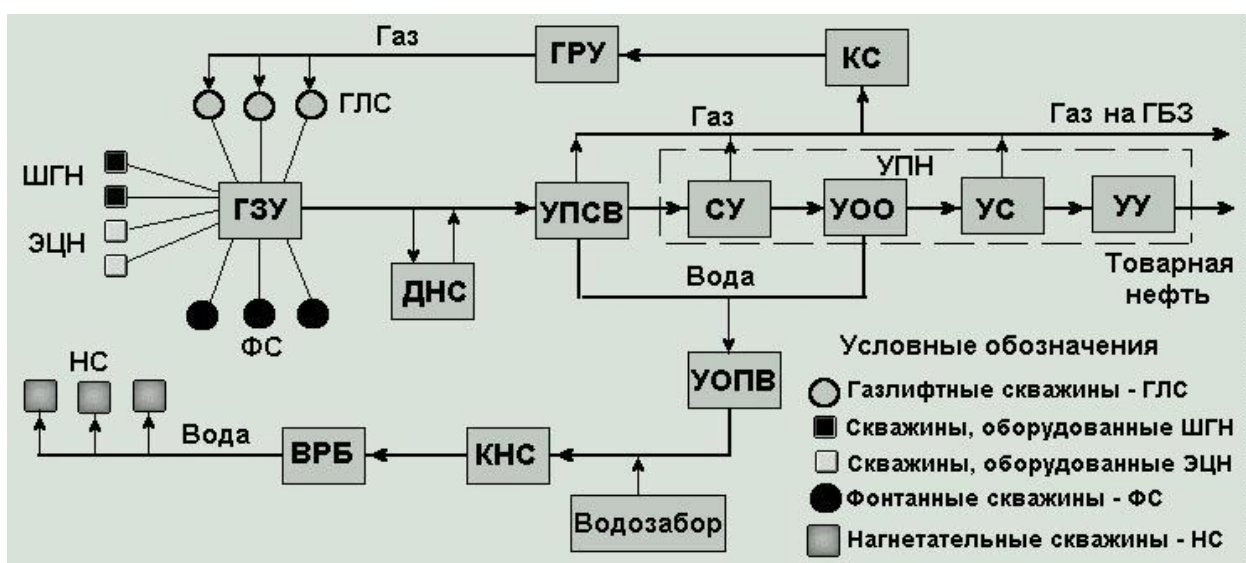 Газ
ГРУ
КС
ГЛС
Газ
Газ на ГБЗ
ШГН
УПН
ГЗУ
УПСВ
СУ
УОО
УС
УУ
ЭЦН
ДНС
Вода
Товарная
нефть
ФС
Условные обозначения
НС
УОПВ
Газлифтные скважины - ГЛС
Скважины, оборудованные ШГН
Вода
ВРБ
КНС
Скважины, оборудованные ЭЦН
Фонтанные скважины - ФС
Водозабор
Нагнетательные скважины - НС